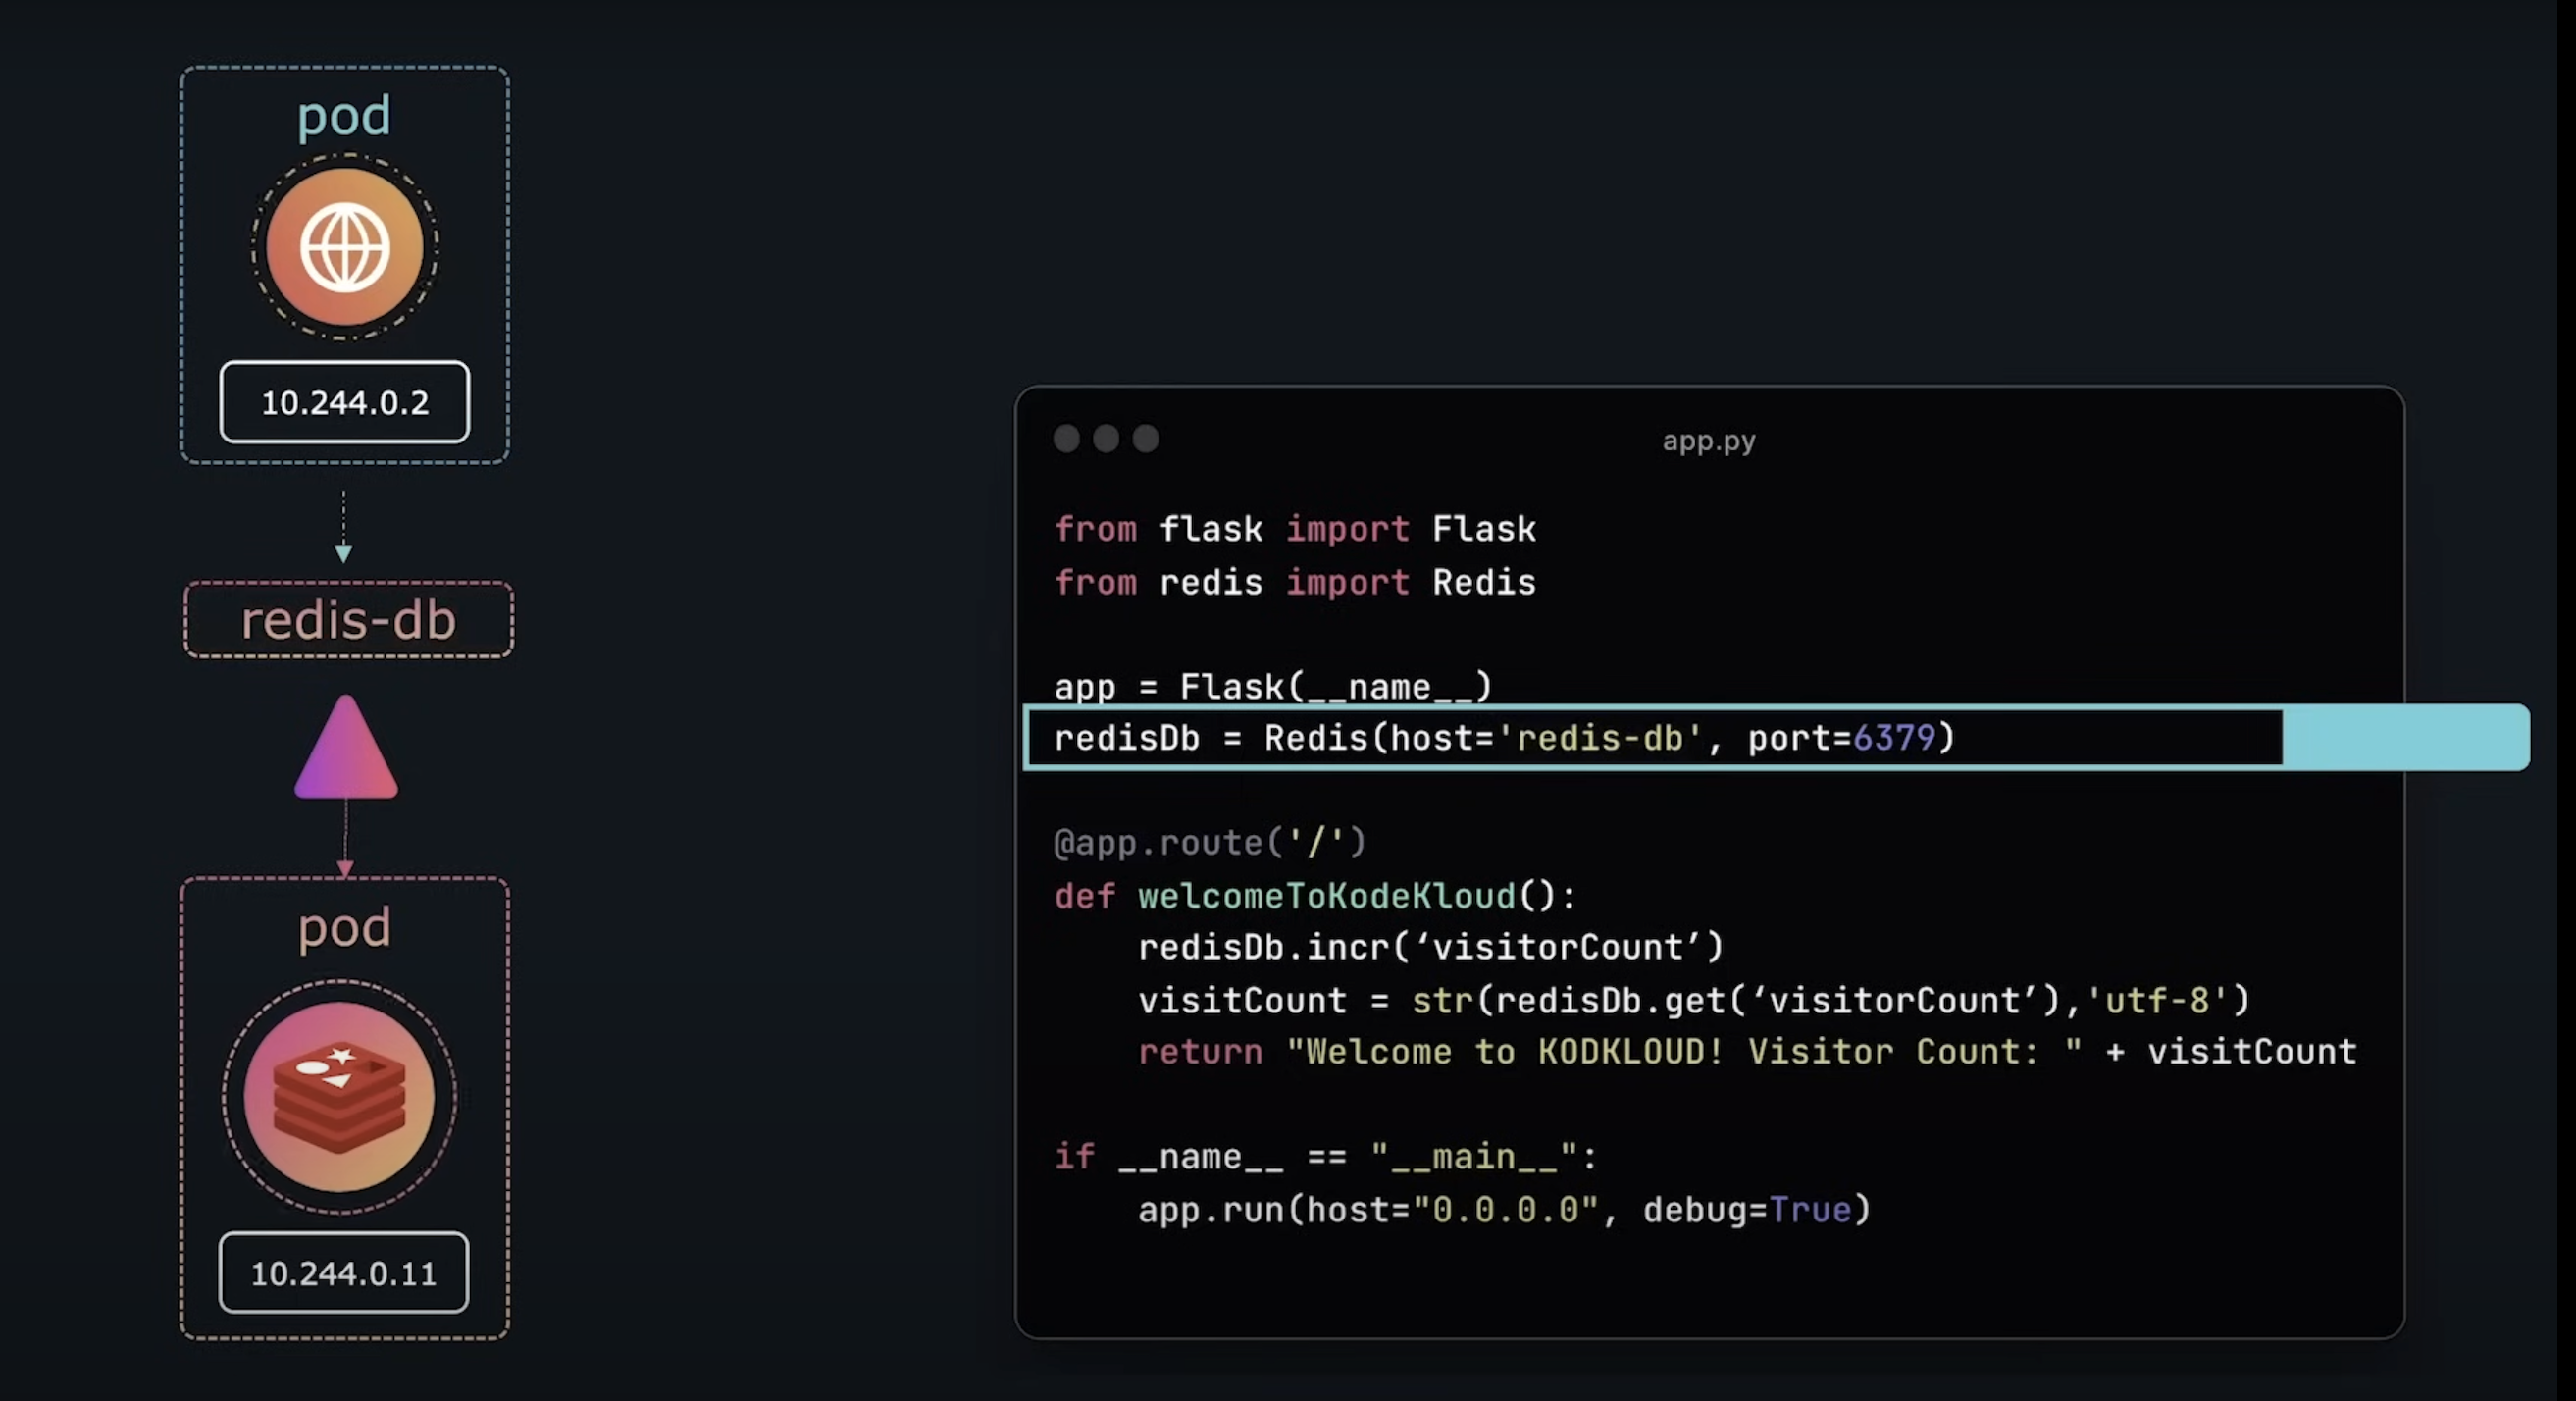 pod
10.244.0.2
redis-db
pod
10.244.0.11
app.py
from flask import Flask
from redis import Redis
app = Flask(__name__)
redisDb = Redis(host='redis-db', port=6379)
@app.route('/')
def welcomeToKodeKloud():
    redisDb.incr(‘visitorCount’)
    visitCount = str(redisDb.get(‘visitorCount’),'utf-8')
    return "Welcome to KODKLOUD! Visitor Count: " + visitCount
if __name__ == "__main__":
    app.run(host="0.0.0.0", debug=True)